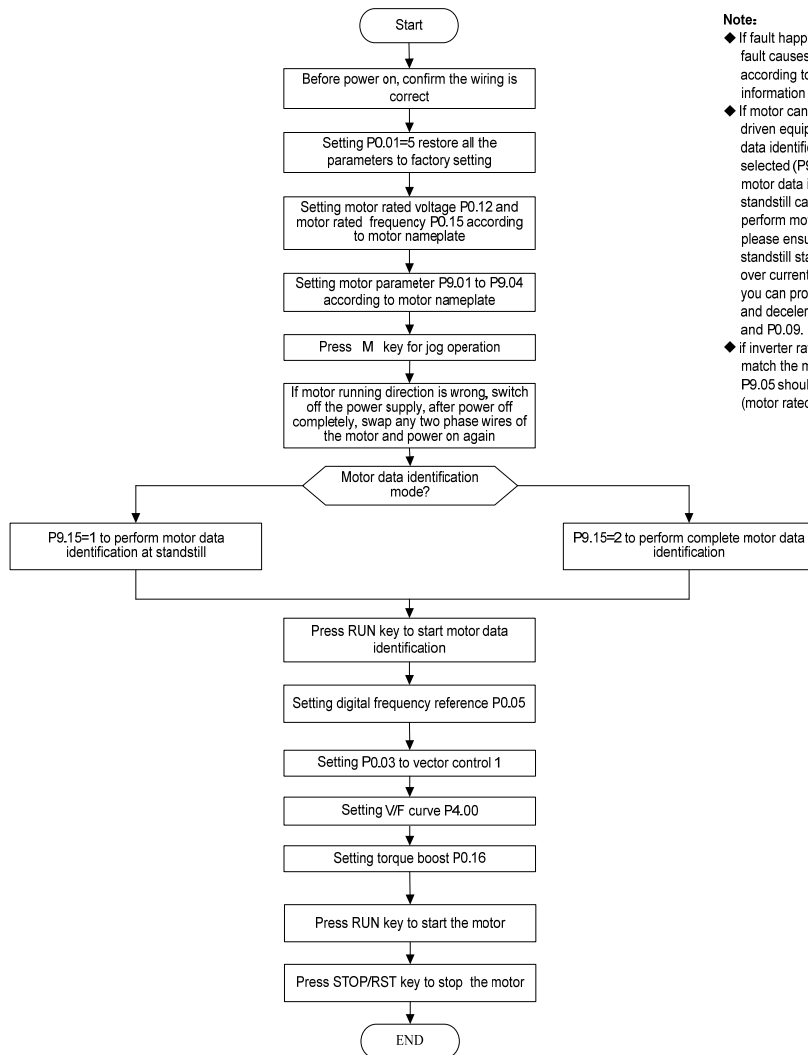 Start
Before power on, confirm the wiring is
correct
Setting P0.01=5 restore all the
parameters to factory setting
Setting motor rated voltage P0.12 and
motor rated frequency P0.15 according
to motor nameplate
Setting motor parameter P9.01 to P9.04
according to motor nameplate
Press M key for jog operation
If motor running direction is wrong, switch
off the power supply, after power off
completely, swap any two phase wires of
the motor and power on again
Motor data identification
mode?
P9.15=1 to perform motor data
identification at standstill
P9.15=2 to perform complete motor data
identification
Press RUN key to start motor data
identification
Setting digital frequency reference P0.05
Setting P0.03 to vector control 1
Setting V/F curve P4.00
Setting torque boost P0.16
Press RUN key to start the motor
Press STOP/RST key to stop the motor
END
Note:
◆ If fault happ
fault causes
according to
information
◆ If motor can
driven equip
data identific
selected (P9
motor data i
standstill ca
perform mot
please ensu
standstill sta
over current
you can pro
and deceler
and P0.09.
◆ if inverter ra
match the m
P9.05 shoul
(motor rated